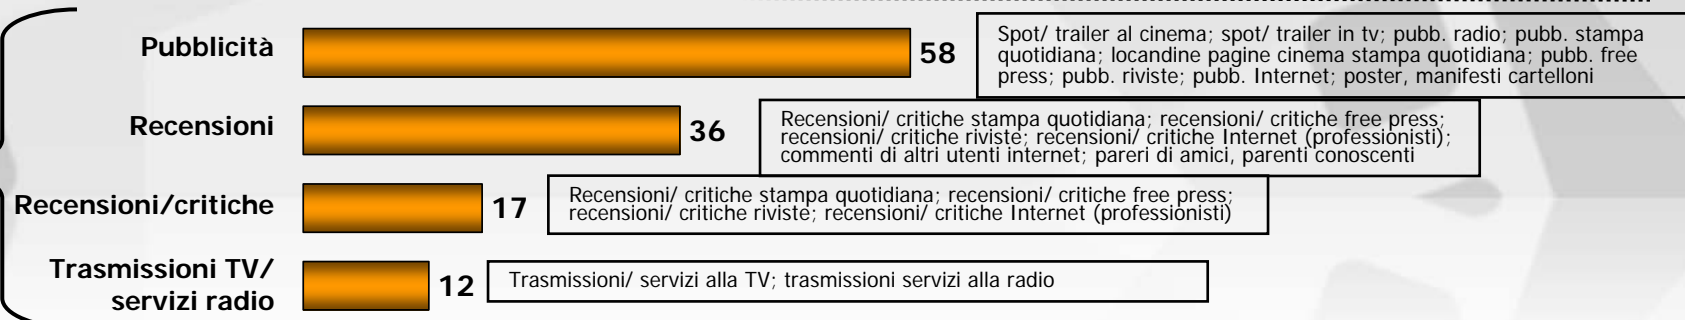 Pubblicità
58
Spot/ trailer al cinema; spot/ trailer in tv; pubb. radio; pubb. stampa
quotidiana; locandine pagine cinema stampa quotidiana; pubb. free
press; pubb. riviste; pubb. Internet; poster, manifesti cartelloni
Recensioni
36
Recensioni/ critiche stampa quotidiana; recensioni/ critiche free press;
recensioni/ critiche riviste; recensioni/ critiche Internet (professionisti);
commenti di altri utenti internet; pareri di amici, parenti conoscenti
Recensioni/critiche
17
Recensioni/ critiche stampa quotidiana; recensioni/ critiche free press;
recensioni/ critiche riviste; recensioni/ critiche Internet (professionisti)
Trasmissioni TV/
servizi radio
12
Trasmissioni/ servizi alla TV; trasmissioni servizi alla radio